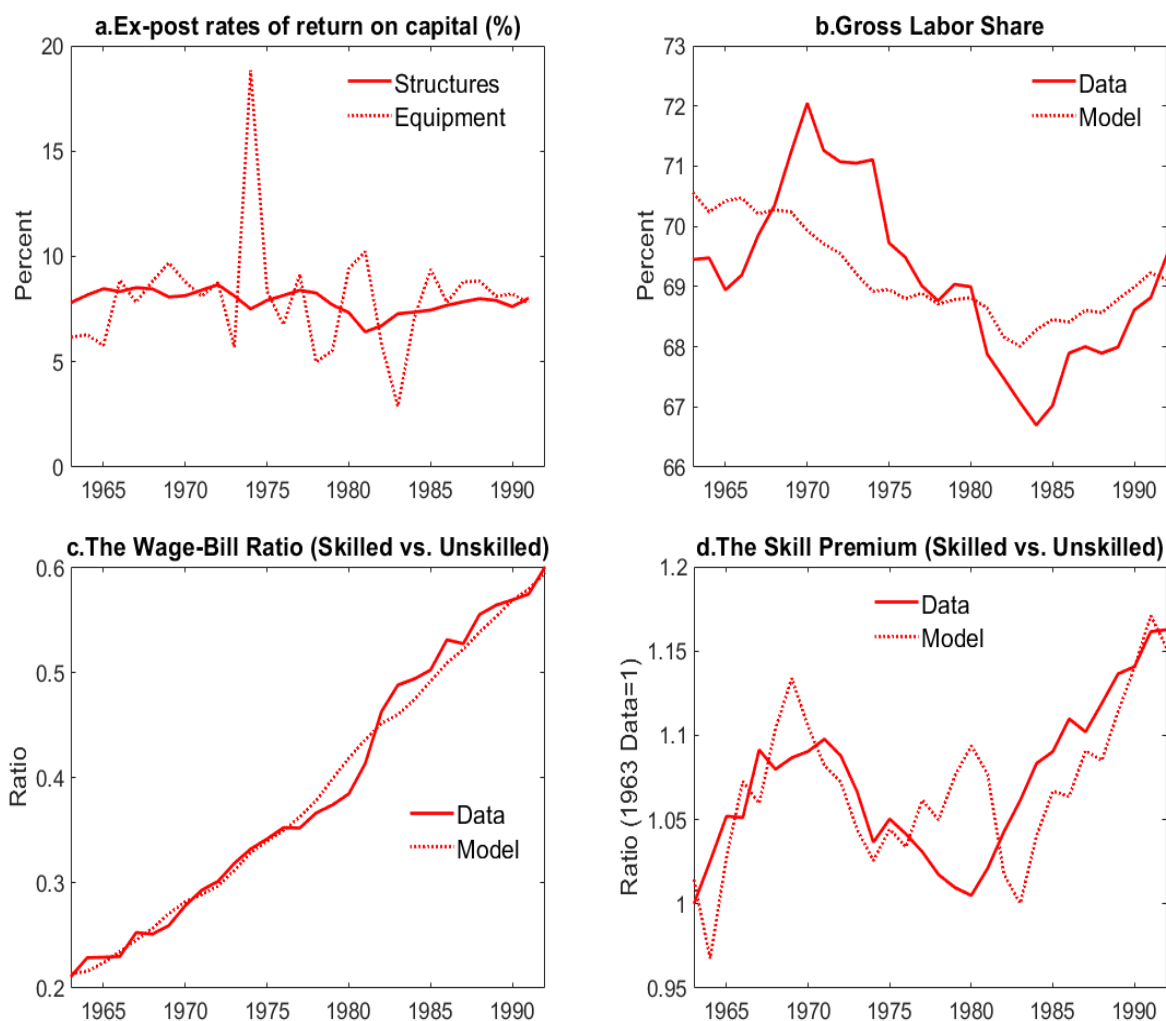 a.Ex-post rates of return on capital (%)
20
15
10
5
0
Percent
Structures
Equipment
1965 1970 1975 1980 1985 1990
b.Gross Labor Share
73
72
71
70
69
68
67
66
Percent
Data
Model
1965 1970 1975 1980 1985 1990
c.The Wage-Bill Ratio (Skilled vs. Unskilled)
0.6
0.5
0.4
0.3
0.2
Ratio
Data
Model
1965 1970 1975 1980 1985 1990
d.The Skill Premium (Skilled vs. Unskilled)
1.2
1.15
1.1
1.05
1
0.95
Ratio (1963 Data=1)
Data
Model
1965 1970 1975 1980 1985 1990